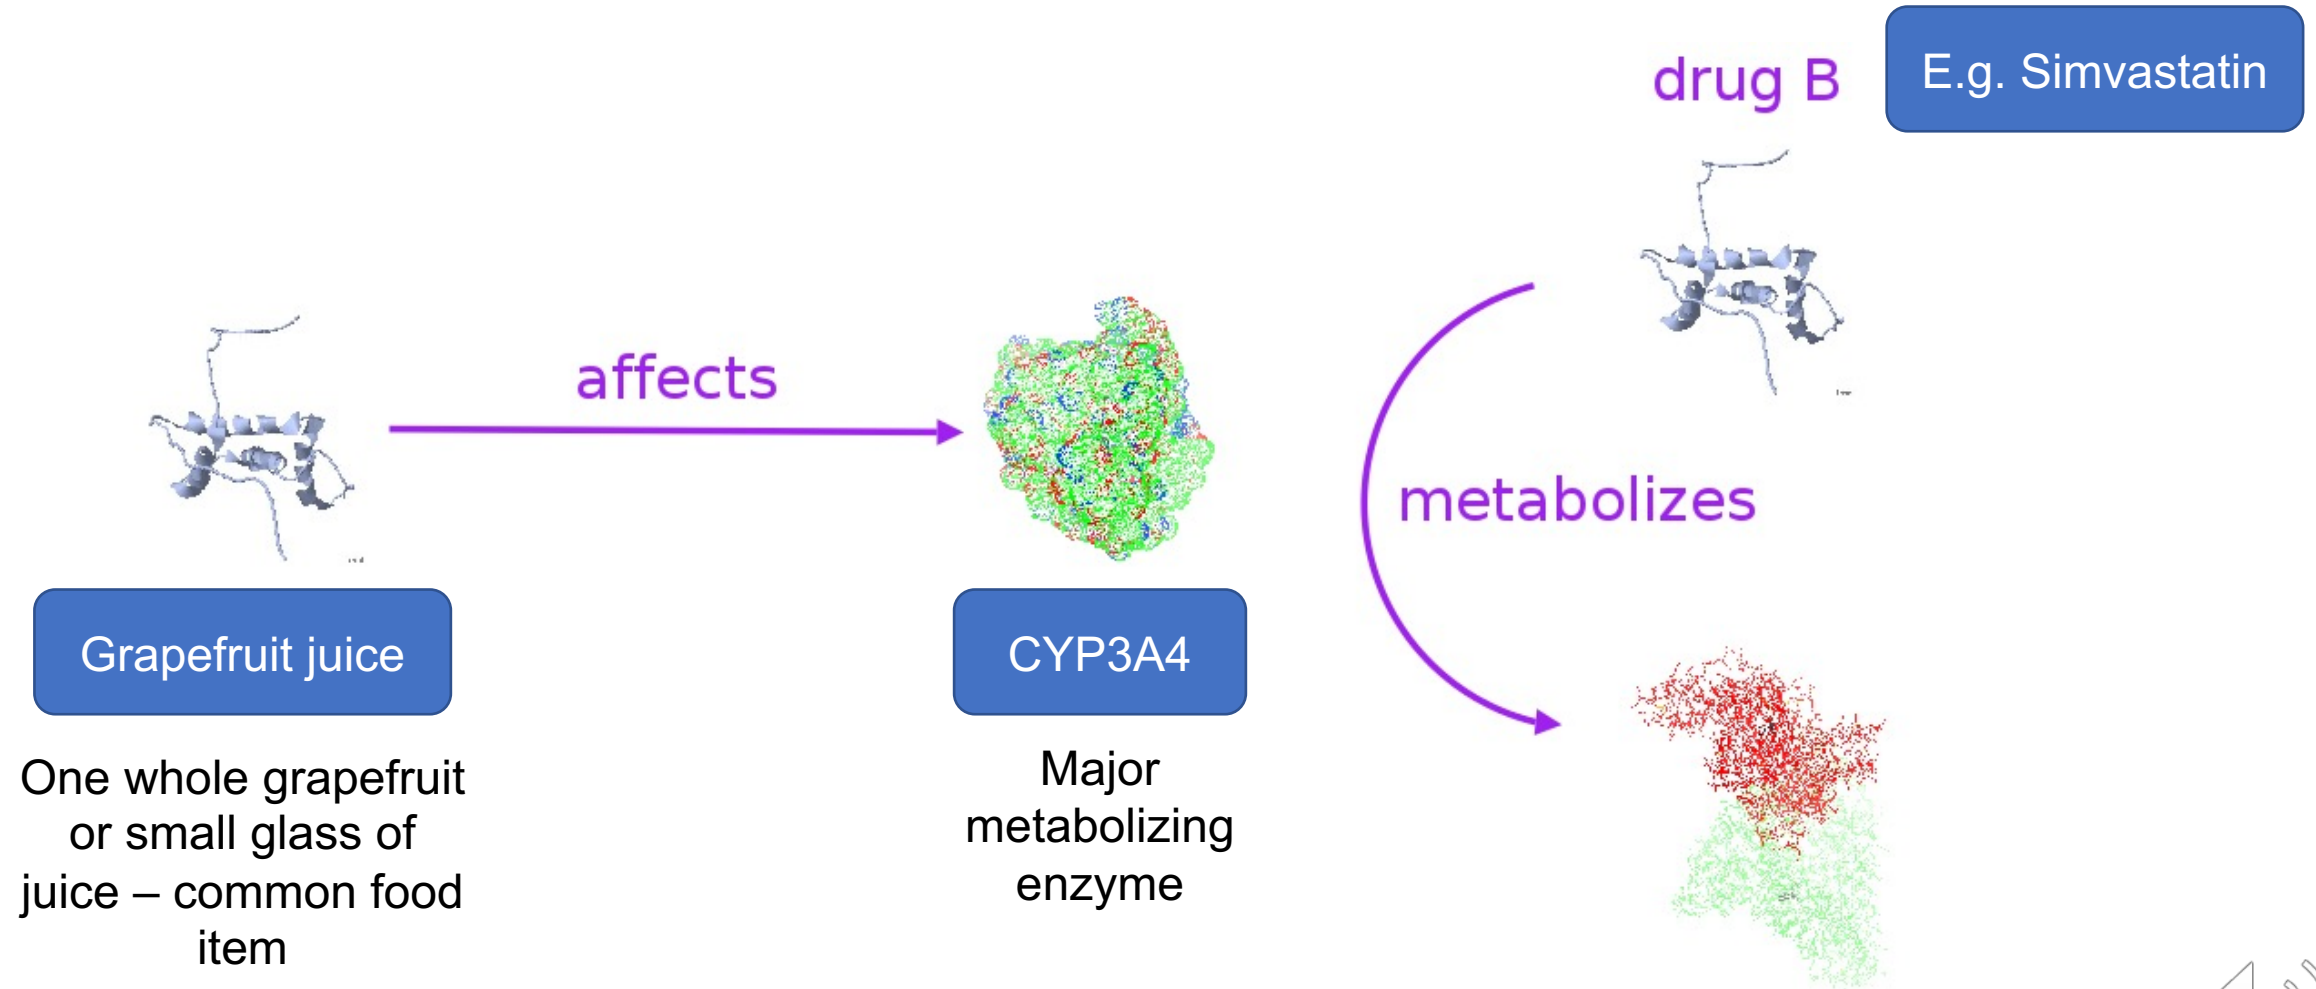 drug B
E.g. Simvastatin
affects
metabolizes
Grapefruit juice
CYP3A4
One whole grapefruit
or small glass of
juice – common food
item
Major
metabolizing
enzyme